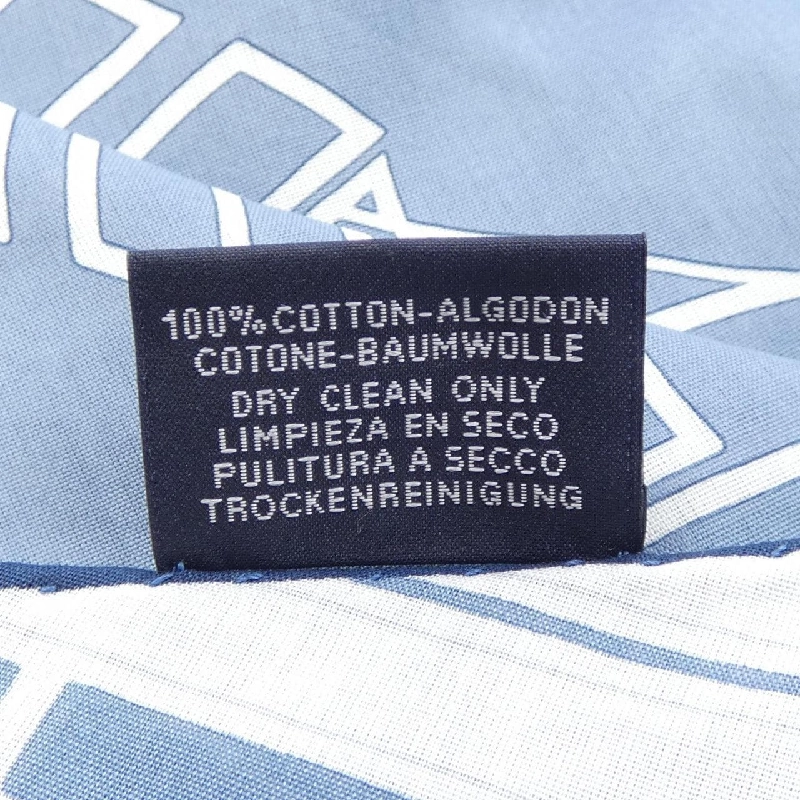 100% COTTON-ALGODON
COTONE-BAUMWOLLE
DRY CLEAN ONLY
LIMPIEZA EN SECO
PULITURA A SECCO
TROCKENREINIGUNG